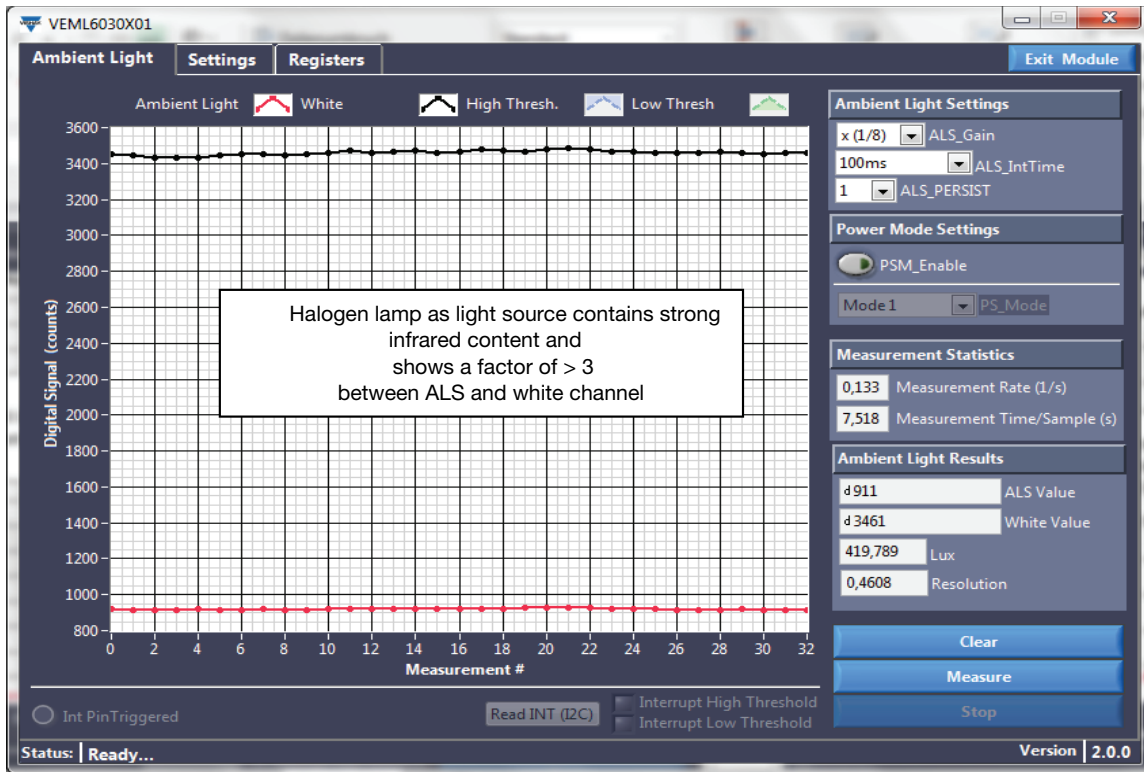 VEML6030X01
Ambient Light Settings Registers Exit Module
Ambient Light White High Thresh. Low Thresh
3600
3400
3200
3000
2800
2600
2400
2200
2000
1800
1600
1400
1200
1000
800
Digital Signal (counts)
Halogen lamp as light source contains strong
infrared content and
shows a factor of > 3
between ALS and white channel
0 2 4 6 8 10 12 14 16 18 20 22 24 26 28 30 32
Measurement #
Ambient Light Settings
x (1/8) ALS_Gain
100ms ALS_IntTime
1 ALS_PERSIST
Power Mode Settings
PSM_Enable
Mode 1 PS_Mode
Measurement Statistics
0,133 Measurement Rate (1/s)
7,518 Measurement Time/Sample (s)
Ambient Light Results
d 911 ALS Value
d 3461 White Value
419,789 Lux
0,4608 Resolution
Clear
Measure
Stop
Int PinTriggered
Read INT (I2C)
Interrupt High Threshold
Interrupt Low Threshold
Status: Ready...
Version 2.0.0